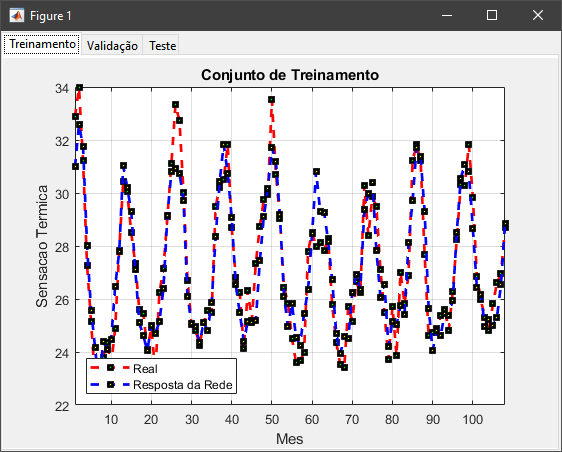 Figure 1
Treinamento Validação Teste
Conjunto de Treinamento
34
32
30
28
26
24
22
Sensacao Termica
Real
Resposta da Rede
10 20 30 40 50 60 70 80 90 100
Mes